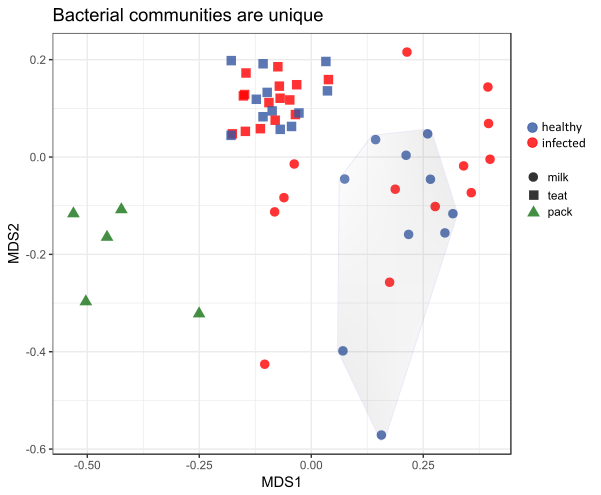 Bacterial communities are unique
0.2
0.0
-0.2
-0.4
-0.6
MDS2
-0.50
-0.25
0.00
0.25
MDS1
healthy
infected
milk
teat
pack